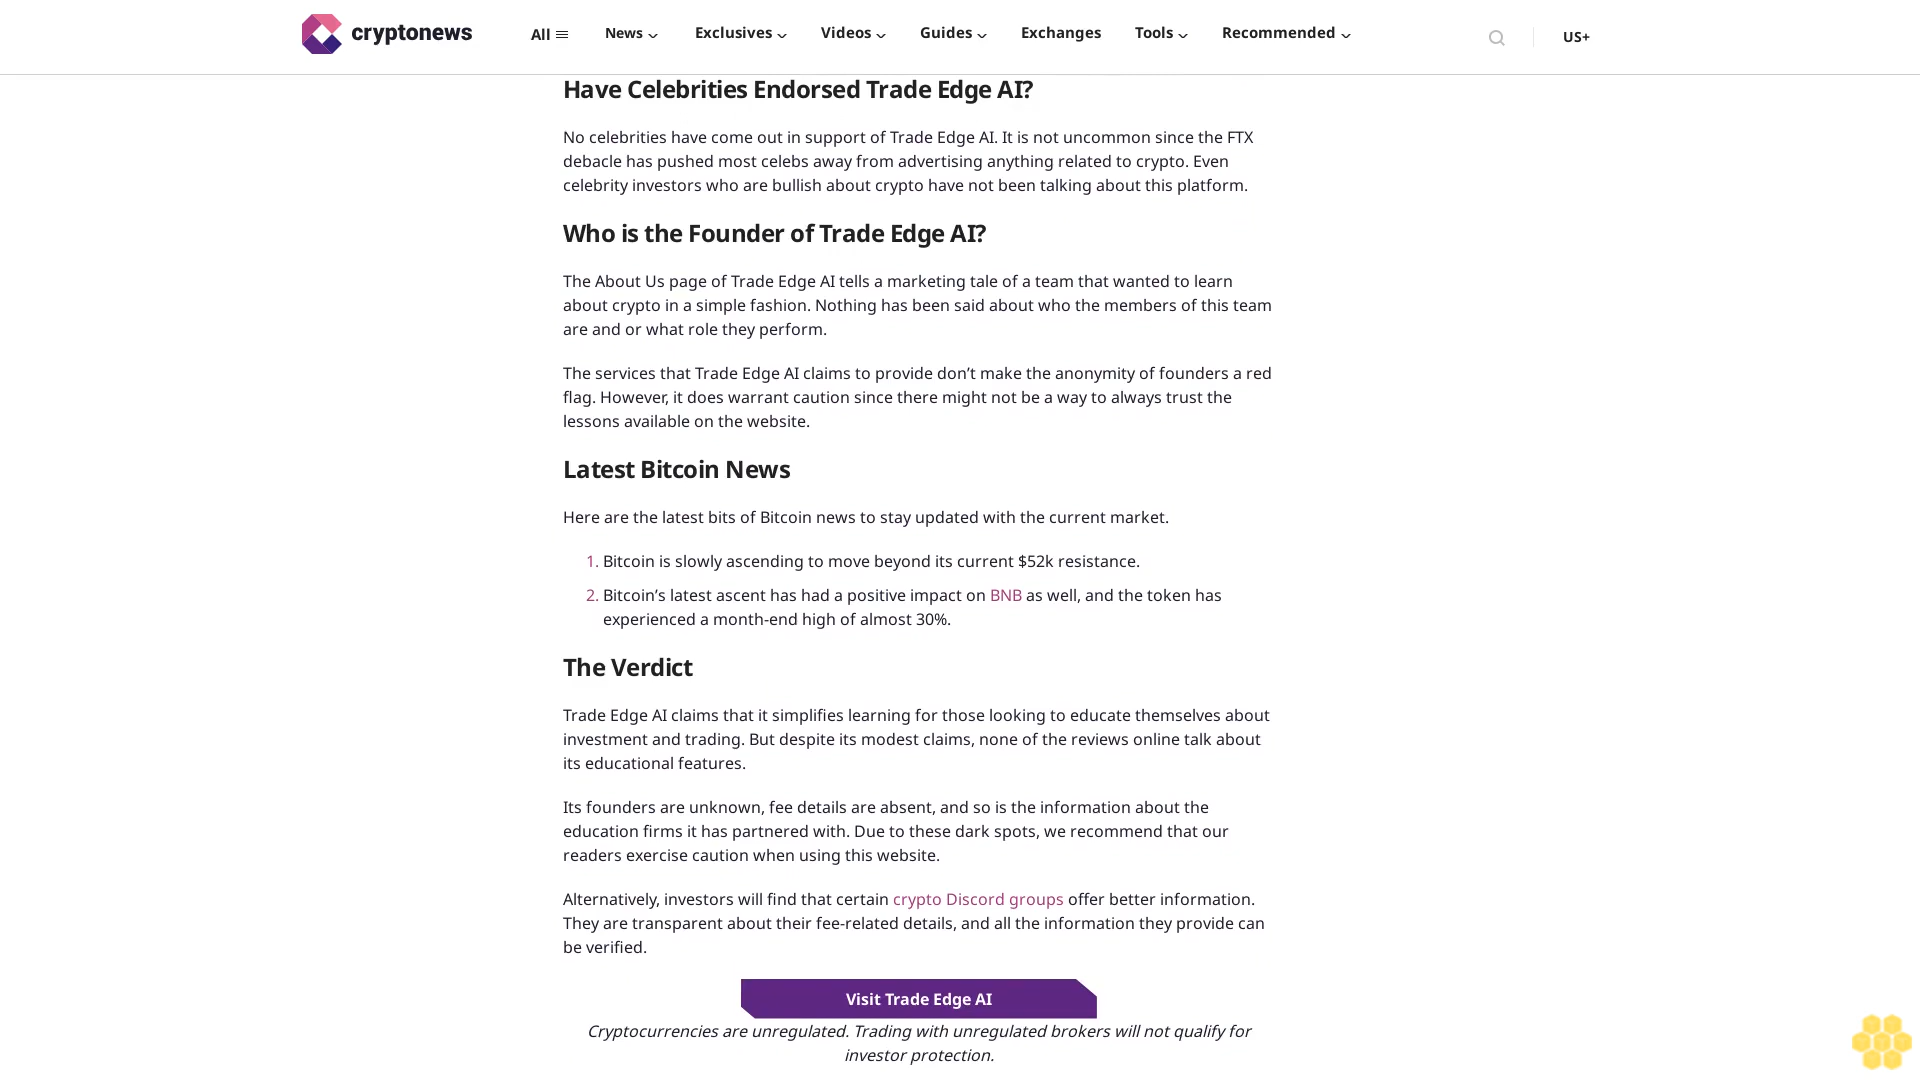 cryptonews
All
News
Exclusives
Videos
Guides
Exchanges
Tools
Recommended
US+
Have Celebrities Endorsed Trade Edge AI?
No celebrities have come out in support of Trade Edge AI. It is not uncommon since the FTX
debacle has pushed most celebs away from advertising anything related to crypto. Even
celebrity investors who are bullish about crypto have not been talking about this platform.
Who is the Founder of Trade Edge AI?
The About Us page of Trade Edge AI tells a marketing tale of a team that wanted to learn
about crypto in a simple fashion. Nothing has been said about who the members of this team
are and or what role they perform.
The services that Trade Edge AI claims to provide don’t make the anonymity of founders a red
flag. However, it does warrant caution since there might not be a way to always trust the
lessons available on the website.
Latest Bitcoin News
Here are the latest bits of Bitcoin news to stay updated with the current market.
1. Bitcoin is slowly ascending to move beyond its current $52k resistance.
2. Bitcoin’s latest ascent has had a positive impact on BNB as well, and the token has
experienced a month-end high of almost 30%.
The Verdict
Trade Edge AI claims that it simplifies learning for those looking to educate themselves about
investment and trading. But despite its modest claims, none of the reviews online talk about
its educational features.
Its founders are unknown, fee details are absent, and so is the information about the
education firms it has partnered with. Due to these dark spots, we recommend that our
readers exercise caution when using this website.
Alternatively, investors will find that certain crypto Discord groups offer better information.
They are transparent about their fee-related details, and all the information they provide can
be verified.
Visit Trade Edge AI
Cryptocurrencies are unregulated. Trading with unregulated brokers will not qualify for
investor protection.